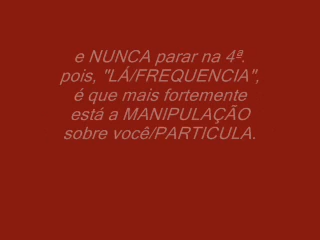 e NUNCA parar na 4ª.
pois, "LÁ/FREQUENCIA",
é que mais fortemente
está a MANIPULAÇÃO
sobre você/PARTICULA.